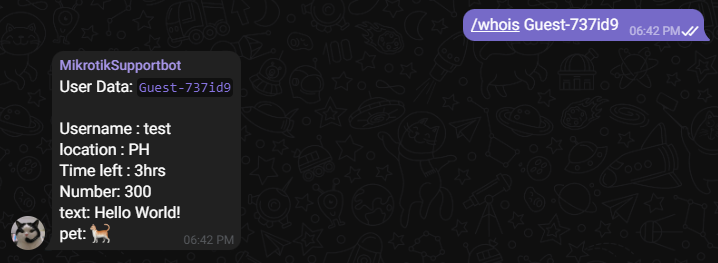 /whois Guest-737id9 06:42 PM
MikrotikSupportbot
User Data: Guest-737id9
Username : test
location : PH
Time left : 3hrs
Number: 300
text: Hello World!
pet: 🐈
06:42 PM